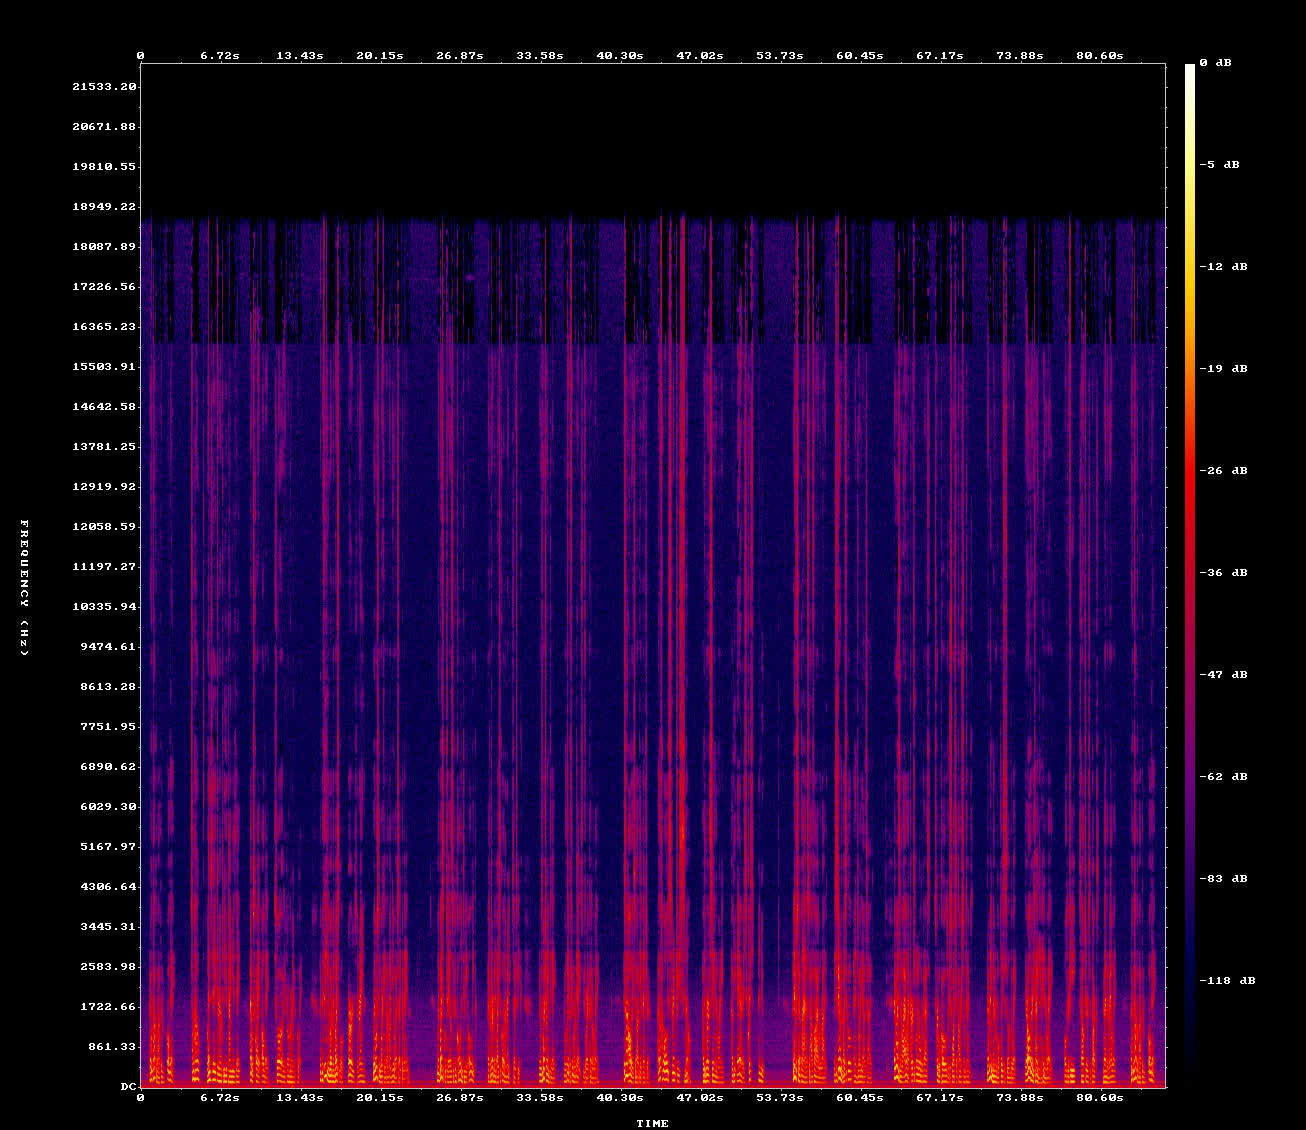 0 6.72s 13.43s 20.15s 26.87s 33.58s 40.30s 47.02s 53.73s 60.45s 67.17s 73.88s 80.60s
0 dB
21533.20
20671.88
19810.55
-5 dB
18949.22
18087.89
-12 dB
17226.56
16365.23
15503.91
-19 dB
14642.58
13781.25
-26 dB
12919.92
12058.59
11197.27
-36 dB
10335.94
9474.61
8613.28
-47 dB
7751.95
6890.62
-62 dB
6029.30
5167.97
4306.64
-83 dB
3445.31
2583.98
-118 dB
1722.66
861.33
DC
FREQUENCY (Hz)
0 6.72s 13.43s 20.15s 26.87s 33.58s 40.30s 47.02s 53.73s 60.45s 67.17s 73.88s 80.60s
TIME